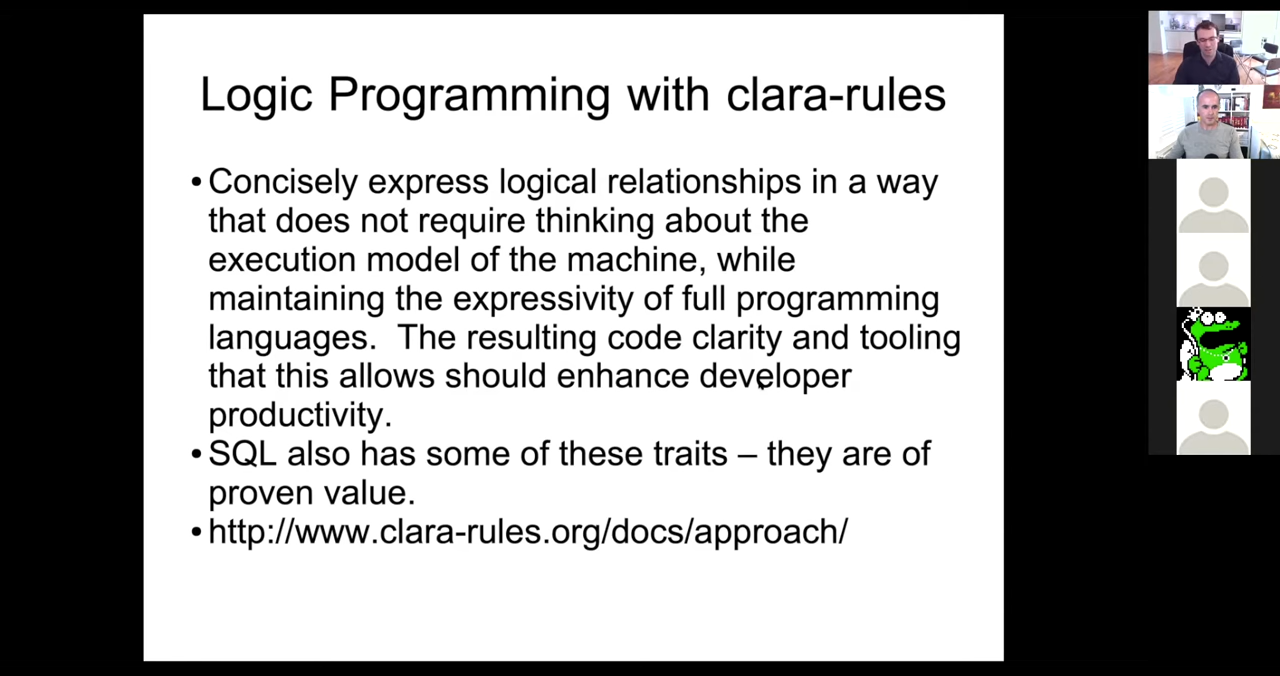 Logic Programming with clara-rules
• Concisely express logical relationships in a way
that does not require thinking about the
execution model of the machine, while
maintaining the expressivity of full programming
languages.  The resulting code clarity and tooling
that this allows should enhance developer
productivity.
• SQL also has some of these traits – they are of
proven value.
• http://www.clara-rules.org/docs/approach/